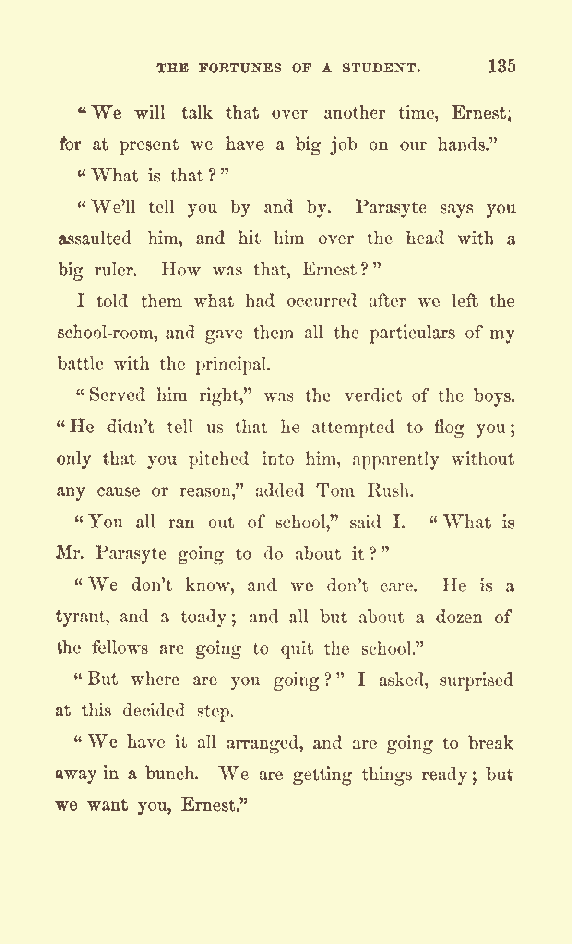 THE FORTUNES OF A STUDENT. 135
"We will talk that over another time, Ernest;
for at present we have a big job on our hands."
"What is that?"
"We'll tell you by and by. Parasyte says you
assaulted him, and hit him over the head with a
big ruler. How was that, Ernest?"
I told them what had occurred after we left the
school-room, and gave them all the particulars of my
battle with the principal.
"Served him right," was the verdict of the boys.
"He didn't tell us that he attempted to flog you;
only that you pitched into him, apparently without
any cause or reason," added Tom Rush.
"You all ran out of school," said I. "What is
Mr. Parasyte going to do about it?"
"We don't know, and we don't care. He is a
tyrant, and a toady; and all but about a dozen of
the fellows are going to quit the school."
"But where are you going?" I asked, surprised
at this decided step.
"We have it all arranged, and are going to break
away in a bunch. We are getting things ready; but
we want you, Ernest."